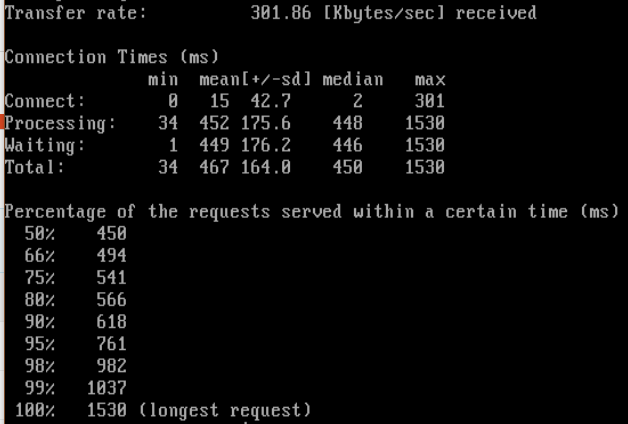 Transfer rate:          301.86 [Kbytes/sec] received

Connection Times (ms)
              min  mean[+/-sd] median   max
Connect:        0   15  42.7      2     301
Processing:    34  452 175.6    448    1530
Waiting:        1  449 176.2    446    1530
Total:         34  467 164.0    450    1530

Percentage of the requests served within a certain time (ms)
  50%    450
  66%    494
  75%    541
  80%    566
  90%    618
  95%    761
  98%    982
  99%   1037
 100%   1530 (longest request)